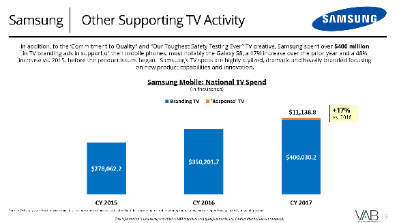 Samsung | Other Supporting TV Activity
SAMSUNG
In addition, to the "Commitment to Quality" and "Our Toughest Safety Testing Ever" TV creative, Samsung spent over $400 million
in TV branding ads in support of their mobile phones, most notably the Galaxy S8, a 17% increase over the prior year and a 48%
increase vs. 2015, before the product issues began. Samsung's TV spots are highly stylized, dramatic and heavily branded focusing
on new product capabilities and innovation.
Samsung Mobile: National TV Spend
(in thousands)
Branding TV "Response" TV
$11,138.8
+17%
vs. 2016
$278,662.2
$350,201.7
$400,030.2
CY 2015
CY 2016
CY 2017
VAB